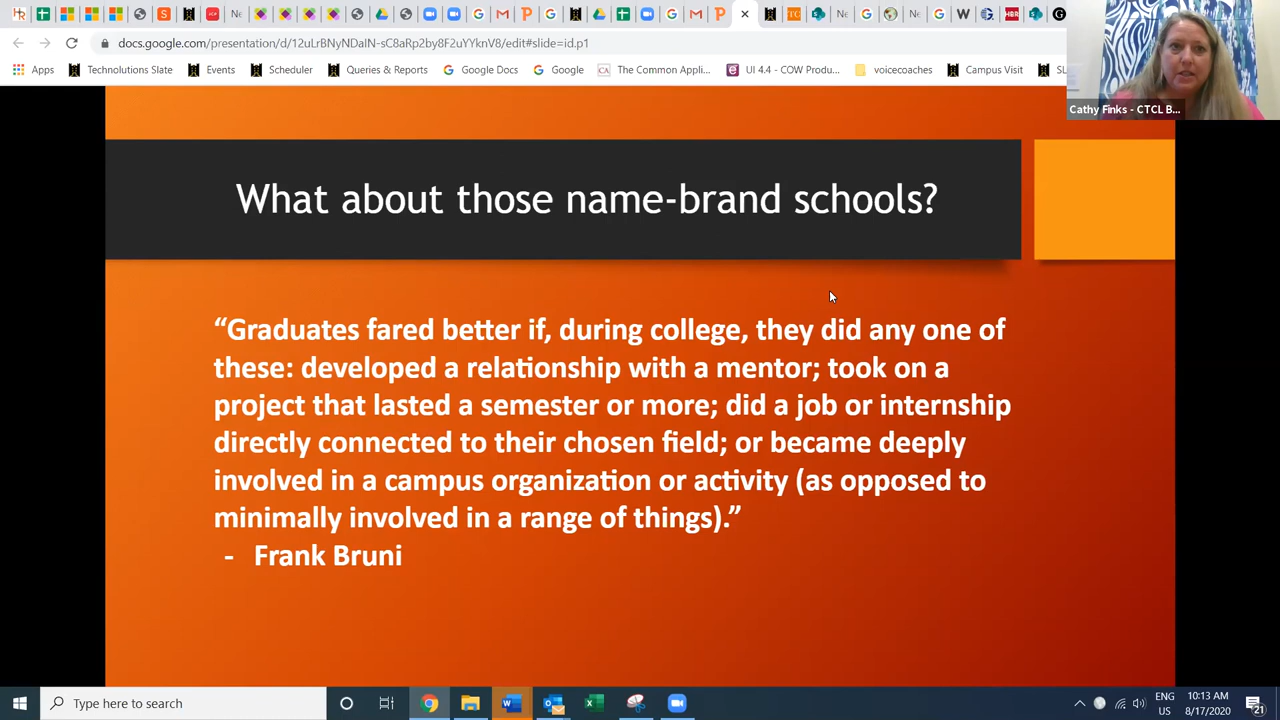 Ne
Ne
Ne
HBR
docs.google.com/presentation/d/12uLrBNyNDaIN-sC8aRp2by8F2uYYknV8/edit#slide=id.p1
Apps
Technolutions Slate
Events
Scheduler
Queries & Reports
Google Docs
Google
The Common Appli...
UI 4.4 - COW Produ...
voicecoaches
Campus Visit
Cathy Finks - CTCL B...
What about those name-brand schools?
“Graduates fared better if, during college, they did any one of
these: developed a relationship with a mentor; took on a
project that lasted a semester or more; did a job or internship
directly connected to their chosen field; or became deeply
involved in a campus organization or activity (as opposed to
minimally involved in a range of things).”
- Frank Bruni
Type here to search
ENG
US
10:13 AM
8/17/2020
21